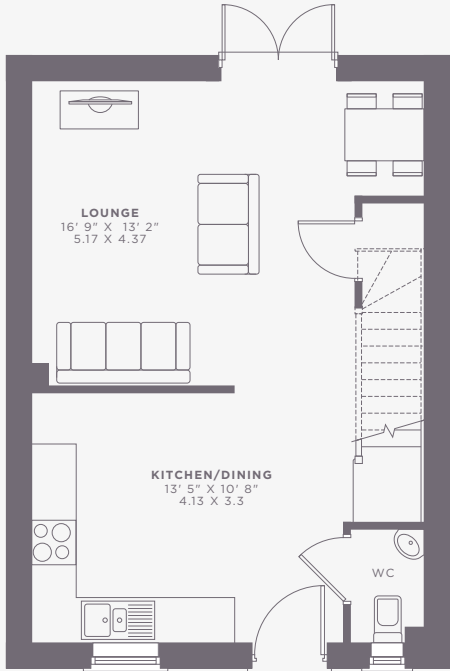 LOUNGE
16' 9" X 13' 2"
5.17 X 4.37
KITCHEN/DINING
13' 5" X 10' 8"
4.13 X 3.3
WC